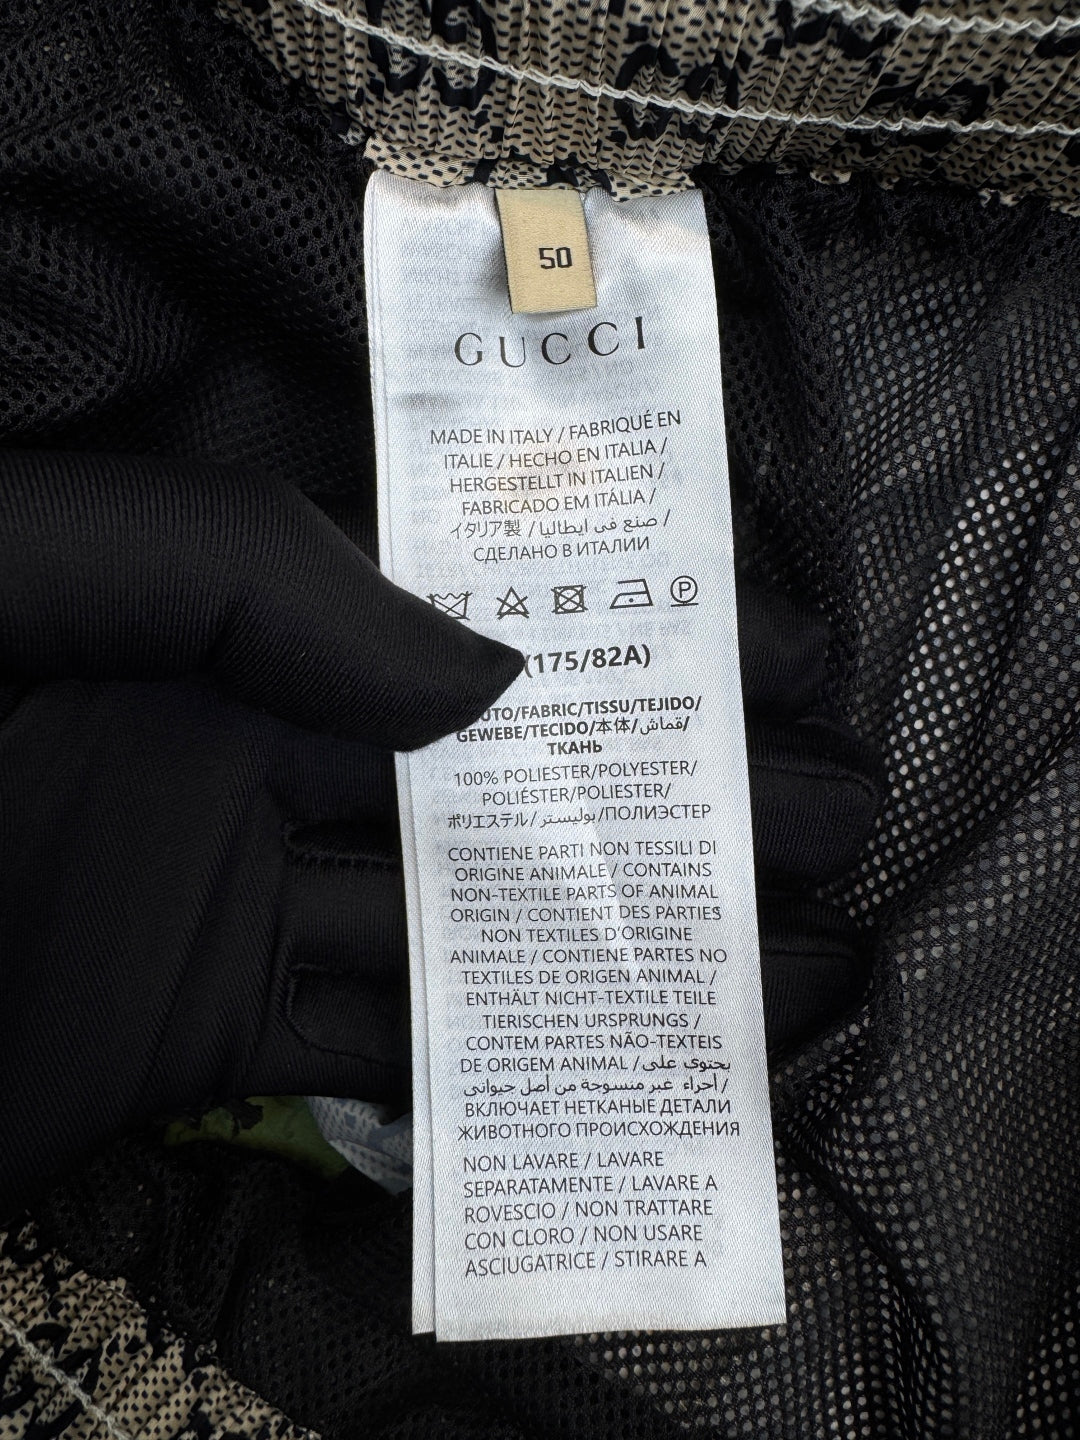 50
GUCCI
MADE IN ITALY / FABRIQUÉ EN
ITALIE / HECHO EN ITALIA /
HERGESTELLT IN ITALIEN /
FABRICADO EM ITÁLIA /
イタリア製 / صنع في ايطاليا /
СДЕЛАНО В ИТАЛИИ
P
(175/82A)
/FABRIC/TISSU/TEJIDO/
GEWEBE/TECIDO/本体/قماش/
ТКАНЬ
100% POLIESTER/POLYESTER/
POLIÉSTER/POLIESTER/
ポリエステル/بوليستر/ПОЛИЭСТЕР
CONTIENE PARTI NON TESSILI DI
ORIGINE ANIMALE / CONTAINS
NON-TEXTILE PARTS OF ANIMAL
ORIGIN / CONTIENT DES PARTIES
NON TEXTILES D'ORIGINE
ANIMALE / CONTIENE PARTES NO
TEXTILES DE ORIGEN ANIMAL /
ENTHÄLT NICHT-TEXTILE TEILE
TIERISCHEN URSPRUNGS /
CONTEM PARTES NÃO-TEXTEIS
DE ORIGEM ANIMAL / يحتوي على
أجزاء غير منسوجة من أصل حيواني /
ВКЛЮЧАЕТ НЕТКАНЫЕ ДЕТАЛИ
ЖИВОТНОГО ПРОИСХОЖДЕНИЯ
NON LAVARE / LAVARE
SEPARATAMENTE / LAVARE A
ROVESCIO / NON TRATTARE
CON CLORO / NON USARE
ASCIUGATRICE / STIRARE A